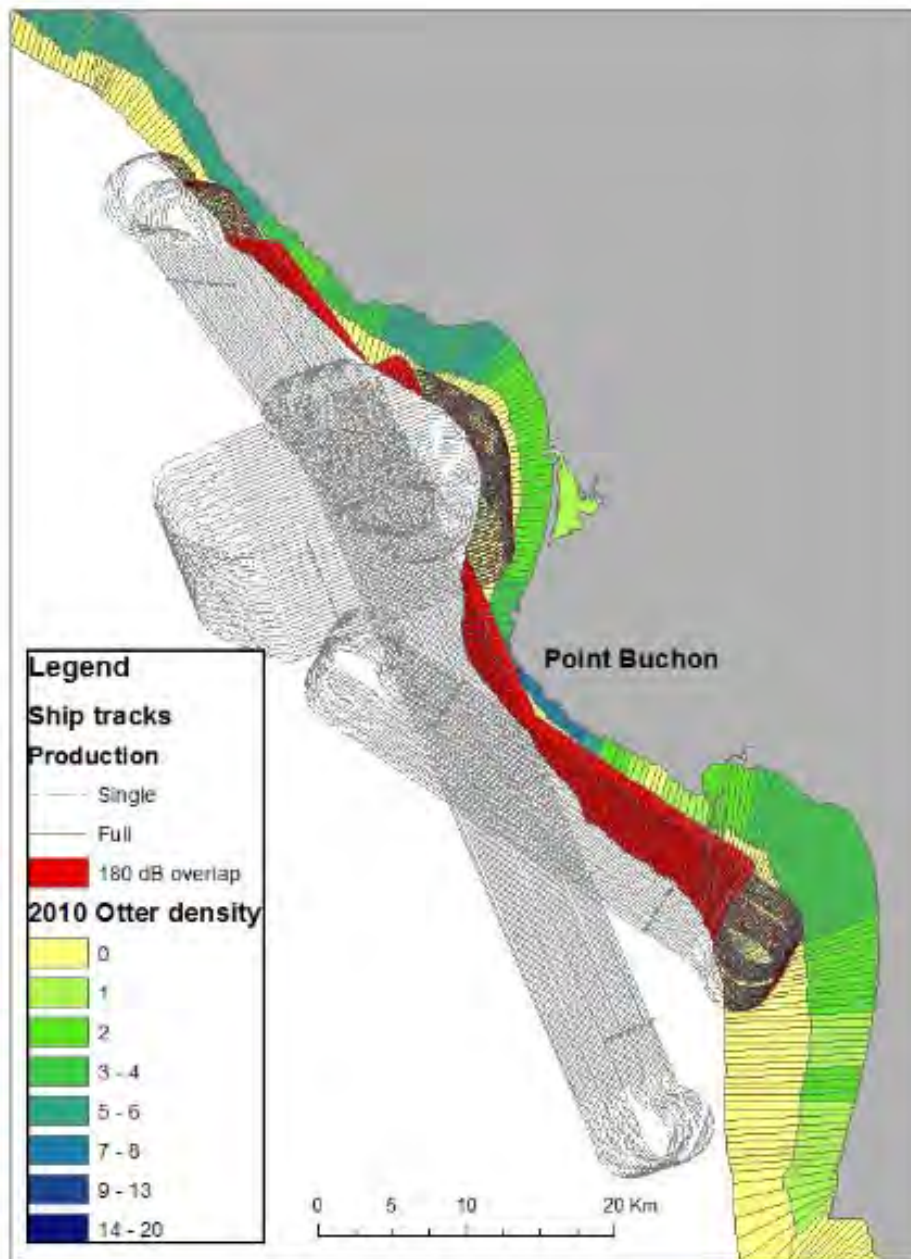 Point Buchon
Legend
Ship tracks
Production
Single
Full
180 dB overlap
2010 Otter density
0
1
2
3 - 4
5 - 6
7 - 8
9 - 13
14 - 20
0 5 10 20 Km